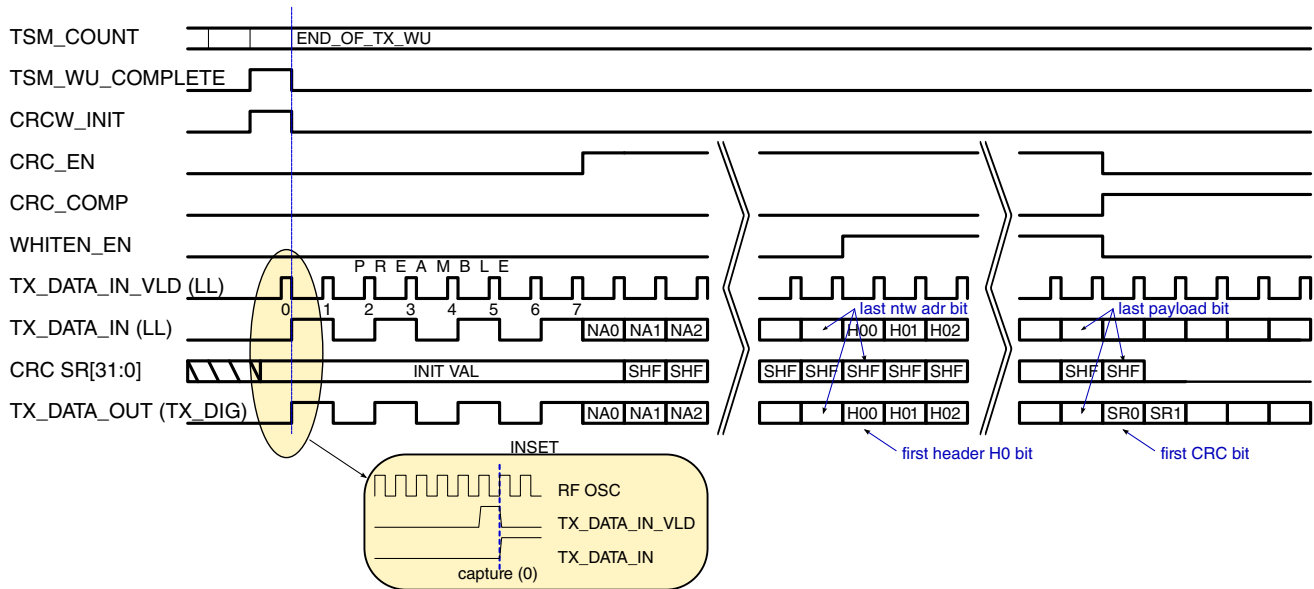 TSM_COUNT END_OF_TX_WU
TSM_WU_COMPLETE
CRCW_INIT
CRC_EN
CRC_COMP
WHITEN_EN
P R E A M B L E
TX_DATA_IN_VLD (LL)
0 1 2 3 4 5 6 7 last ntw adr bit last payload bit
TX_DATA_IN (LL) NA0 NA1 NA2 H00 H01 H02
CRC SR[31:0] INIT VAL SHF SHF SHF SHF SHF SHF SHF SHF SHF
TX_DATA_OUT (TX_DIG) NA0 NA1 NA2 H00 H01 H02 SR0 SR1
INSET first header H0 bit first CRC bit
RF OSC
TX_DATA_IN_VLD
TX_DATA_IN
capture (0)